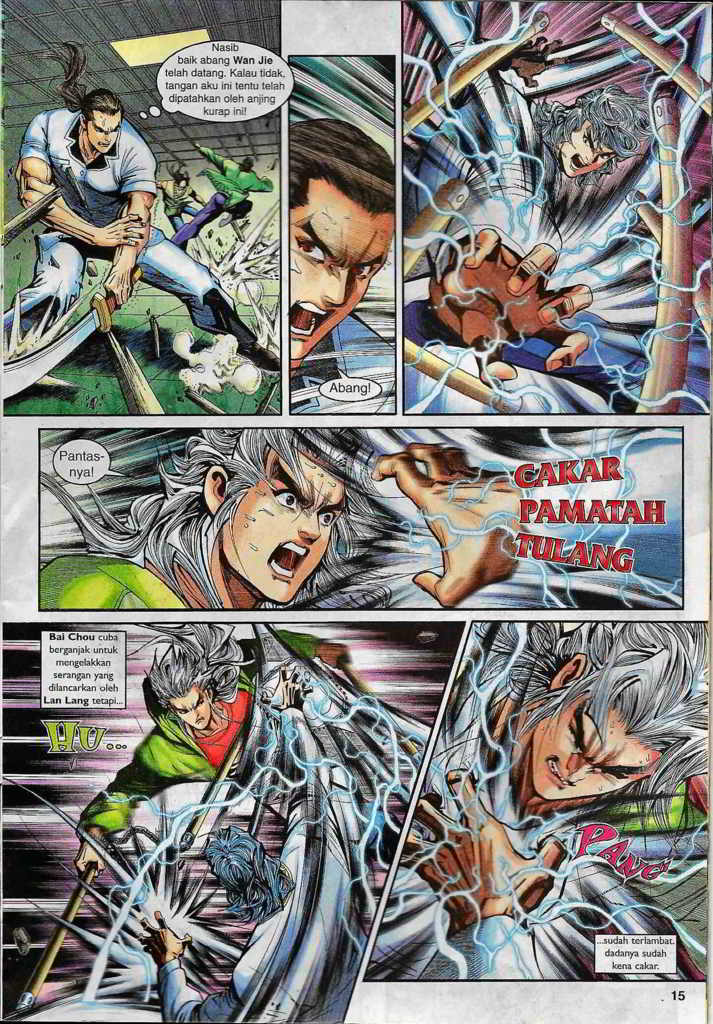 Nasib
baik abang Wan Jie
telah datang. Kalau tidak,
tangan aku ini tentu telah
dipatahkan oleh anjing
kurap ini!
Abang!
Pantas-
nya!
CAKAR
PAMATAH
TULANG
Bai Chou cuba
berganjak untuk
mengelakkan
serangan yang
dilancarkan oleh
Lan Lang tetapi...
HU...
PANG
...sudah terlambat.
dadanya sudah
kena cakar.
15